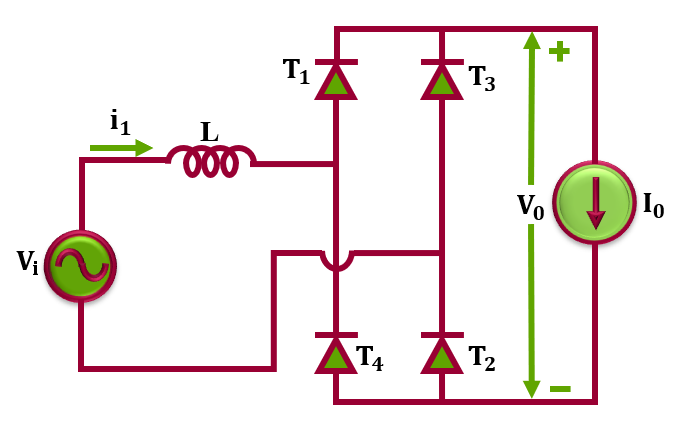 T₁
T₃
i₁
L
Vᵢ
V₀
+
−
I₀
T₄
T₂